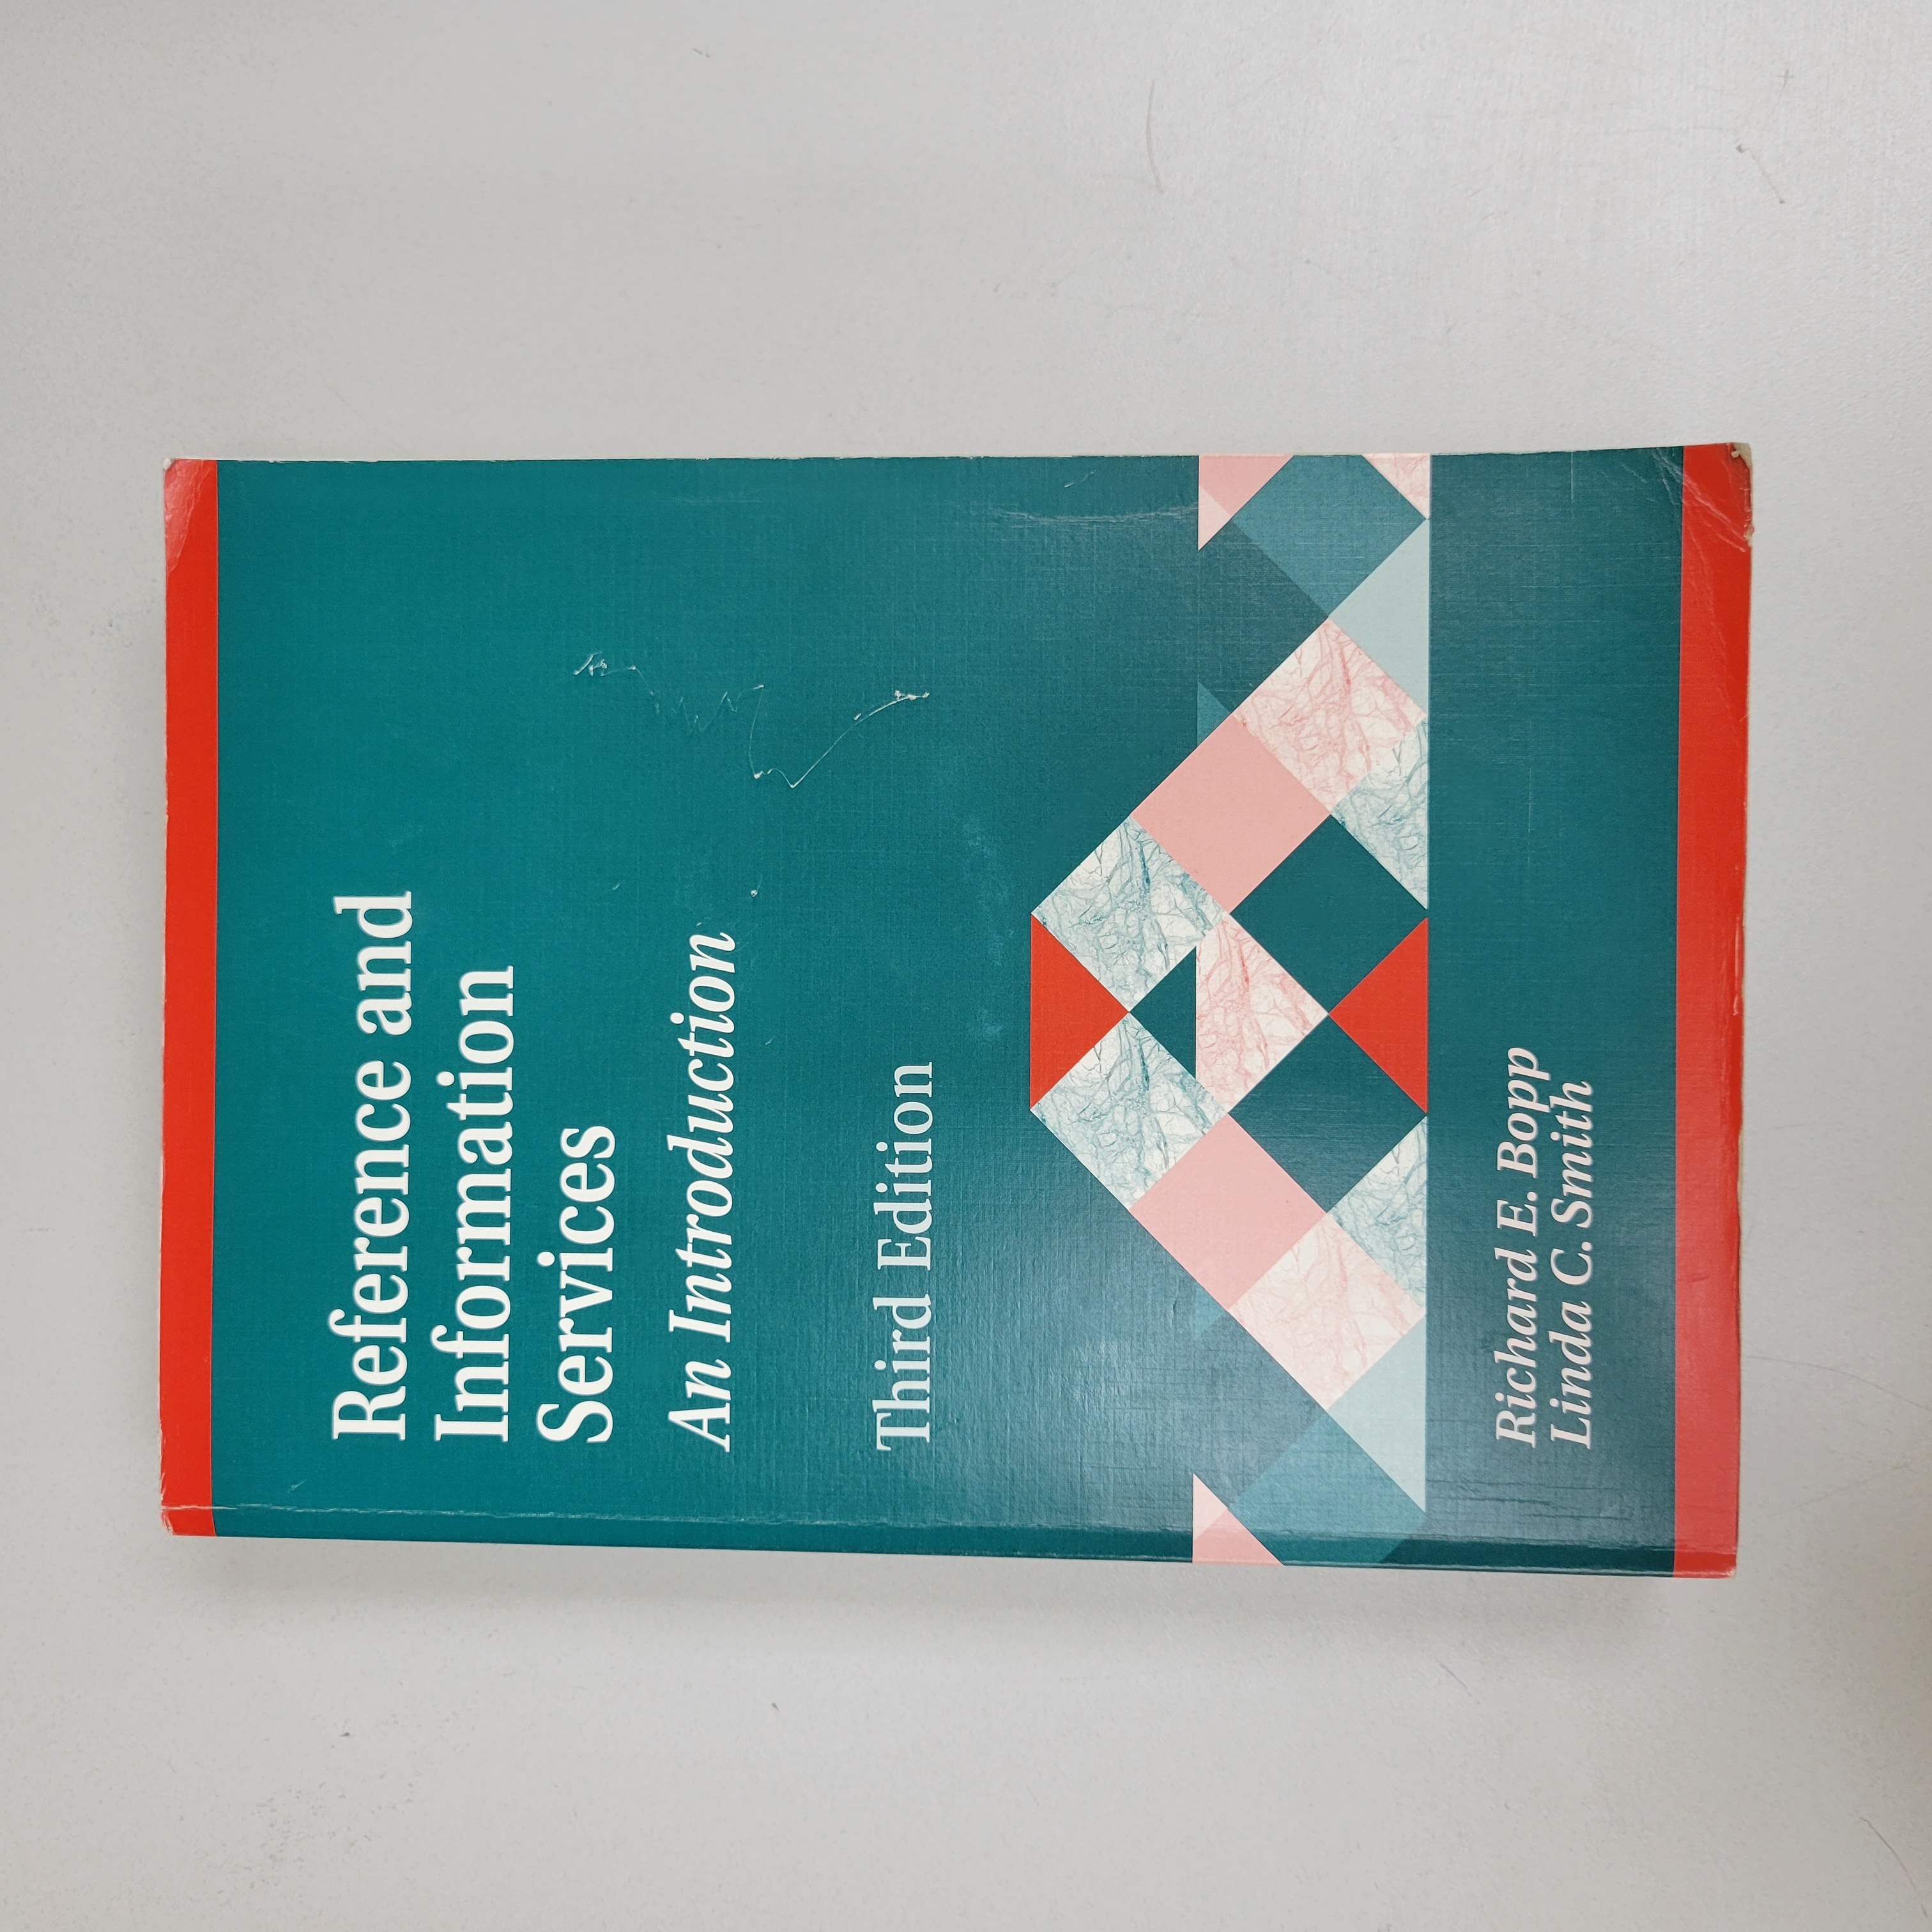 Reference and
Information
Services
An Introduction
Third Edition
Richard E. Bopp
Linda C. Smith